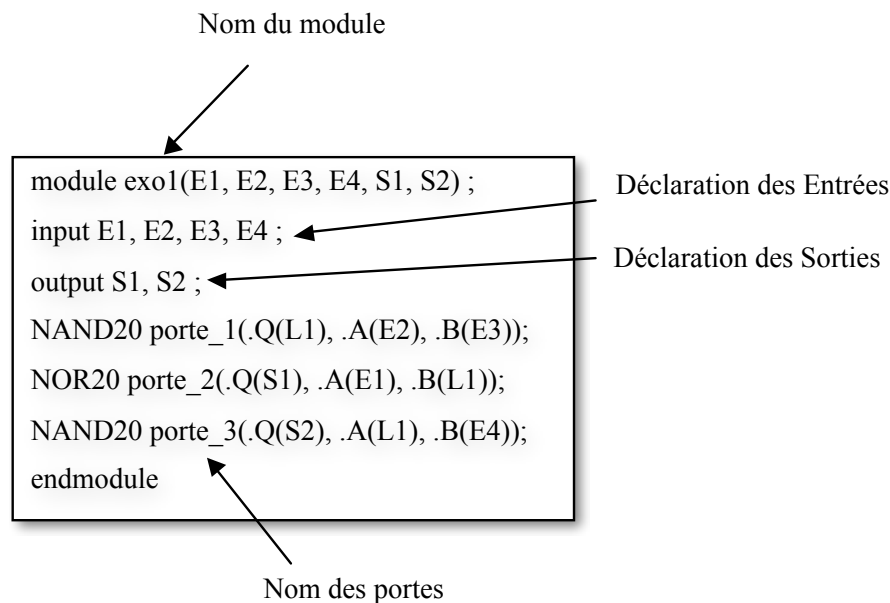 Nom du module
module exo1(E1, E2, E3, E4, S1, S2) ;
Déclaration des Entrées
input E1, E2, E3, E4 ;
Déclaration des Sorties
output S1, S2 ;
NAND20 porte_1(.Q(L1), .A(E2), .B(E3));
NOR20 porte_2(.Q(S1), .A(E1), .B(L1));
NAND20 porte_3(.Q(S2), .A(L1), .B(E4));
endmodule
Nom des portes